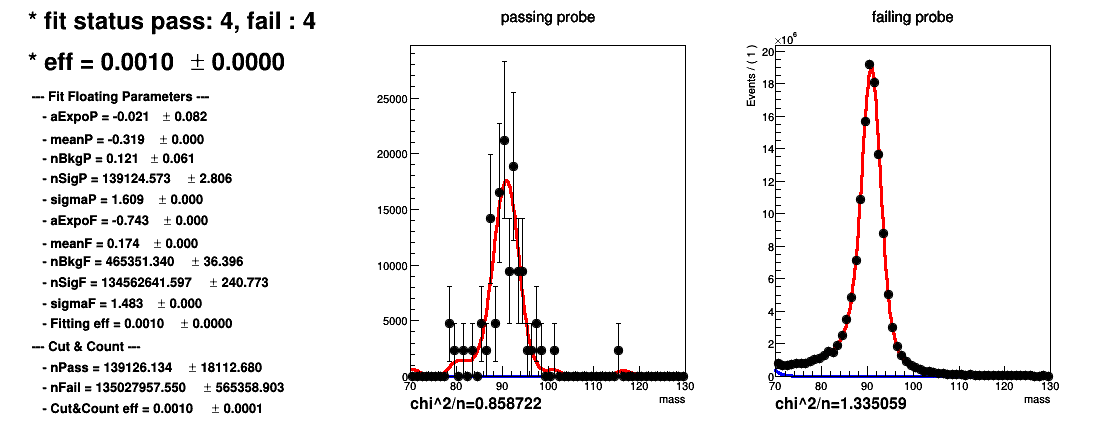 * fit status pass: 4, fail : 4
* eff = 0.0010 ± 0.0000
--- Fit Floating Parameters ---
- aExpoP = -0.021 ± 0.082
- meanP = -0.319 ± 0.000
- nBkgP = 0.121 ± 0.061
- nSigP = 139124.573 ± 2.806
- sigmaP = 1.609 ± 0.000
- aExpoF = -0.743 ± 0.000
- meanF = 0.174 ± 0.000
- nBkgF = 465351.340 ± 36.396
- nSigF = 134562641.597 ± 240.773
- sigmaF = 1.483 ± 0.000
- Fitting eff = 0.0010 ± 0.0000
--- Cut & Count ---
- nPass = 139126.134 ± 18112.680
- nFail = 135027957.550 ± 565358.903
- Cut&Count eff = 0.0010 ± 0.0001
passing probe
25000
20000
15000
10000
5000
0
70 80 90 100 110 120 130
mass
chi^2/n=0.858722
failing probe
×10^6
Events / ( 1 )
20
18
16
14
12
10
8
6
4
2
0
70 80 90 100 110 120 130
mass
chi^2/n=1.335059